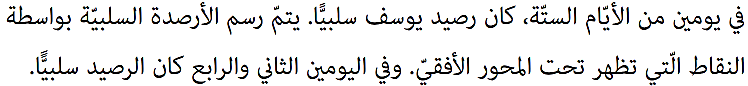 في يومين من الأيّام الستّة، كان رصيد يوسف سلبيًّا. يتمّ رسم الأرصدة السلبيّة بواسطة
النقاط الّتي تظهر تحت المحور الأفقيّ. وفي اليومين الثاني والرابع كان الرصيد سلبيًّا.